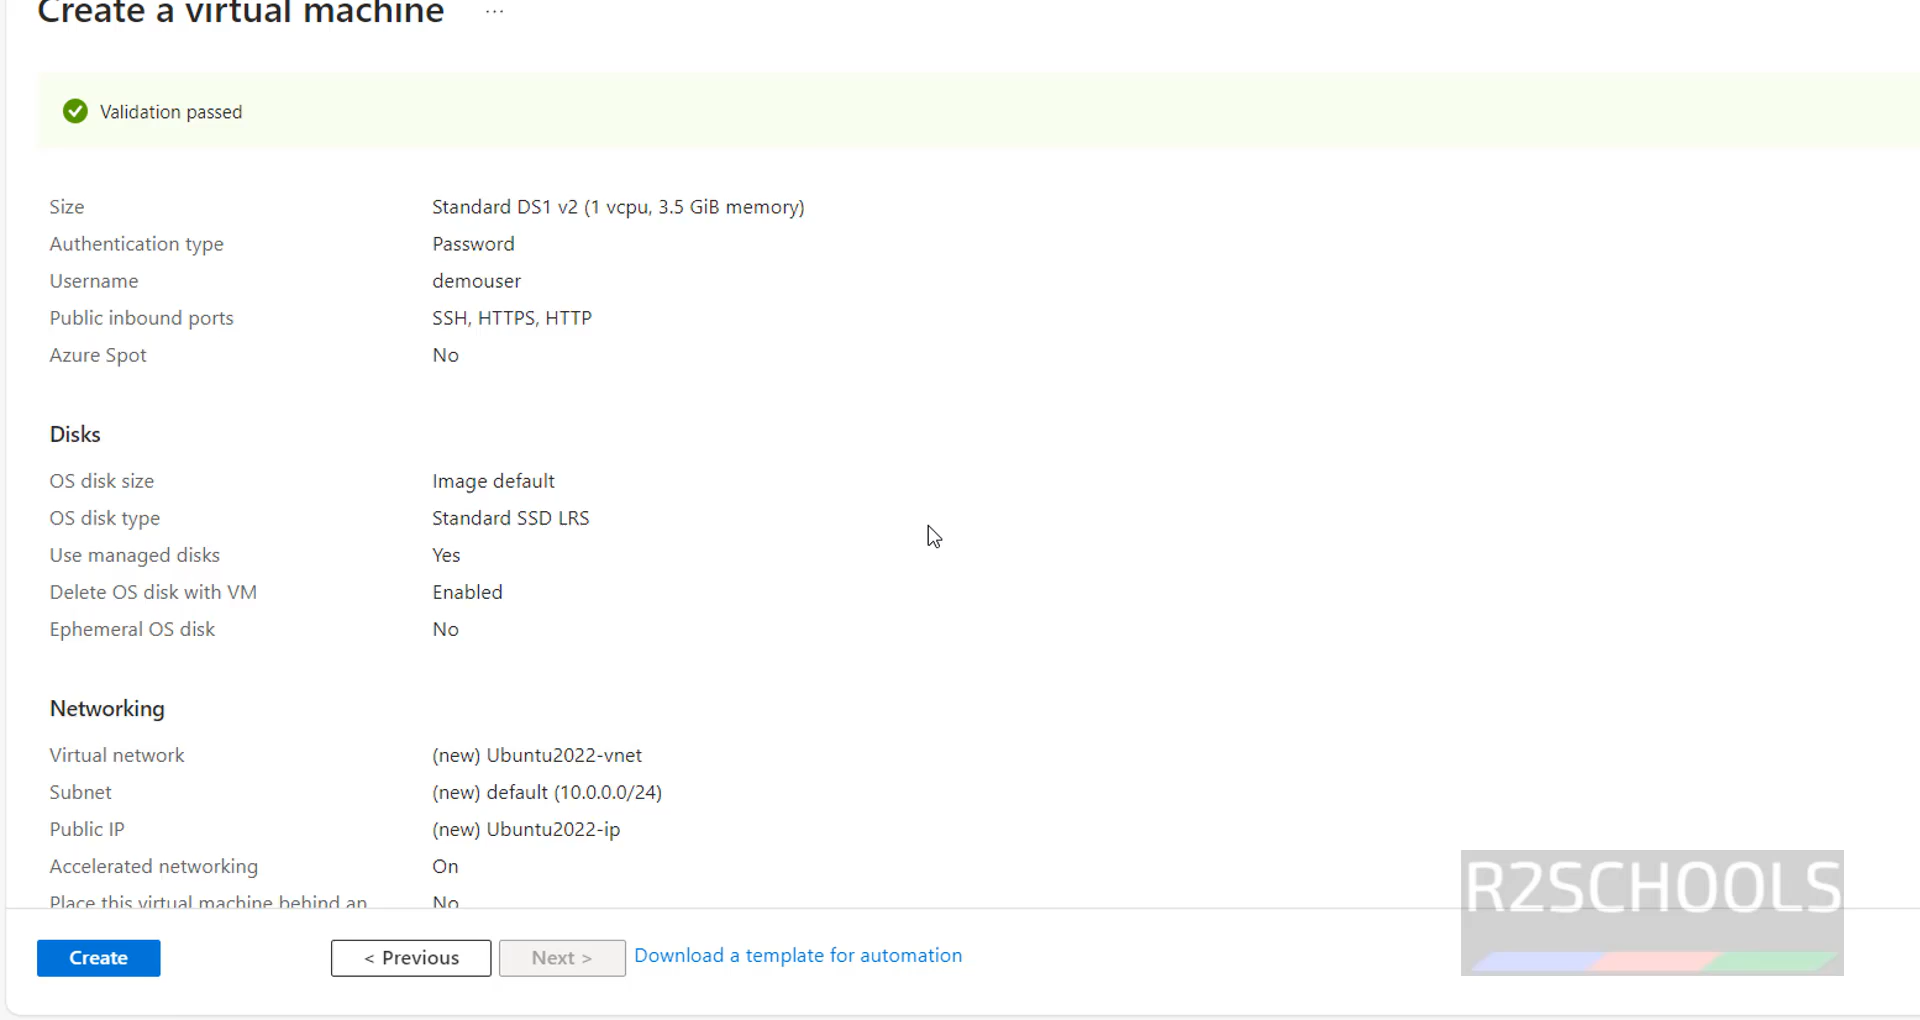 Create a virtual machine ...
Validation passed
Size Standard DS1 v2 (1 vcpu, 3.5 GiB memory)
Authentication type Password
Username demouser
Public inbound ports SSH, HTTPS, HTTP
Azure Spot No
Disks
OS disk size Image default
OS disk type Standard SSD LRS
Use managed disks Yes
Delete OS disk with VM Enabled
Ephemeral OS disk No
Networking
Virtual network (new) Ubuntu2022-vnet
Subnet (new) default (10.0.0.0/24)
Public IP (new) Ubuntu2022-ip
Accelerated networking On
Place this virtual machine behind an No
Create < Previous Next > Download a template for automation
R2SCHOOLS